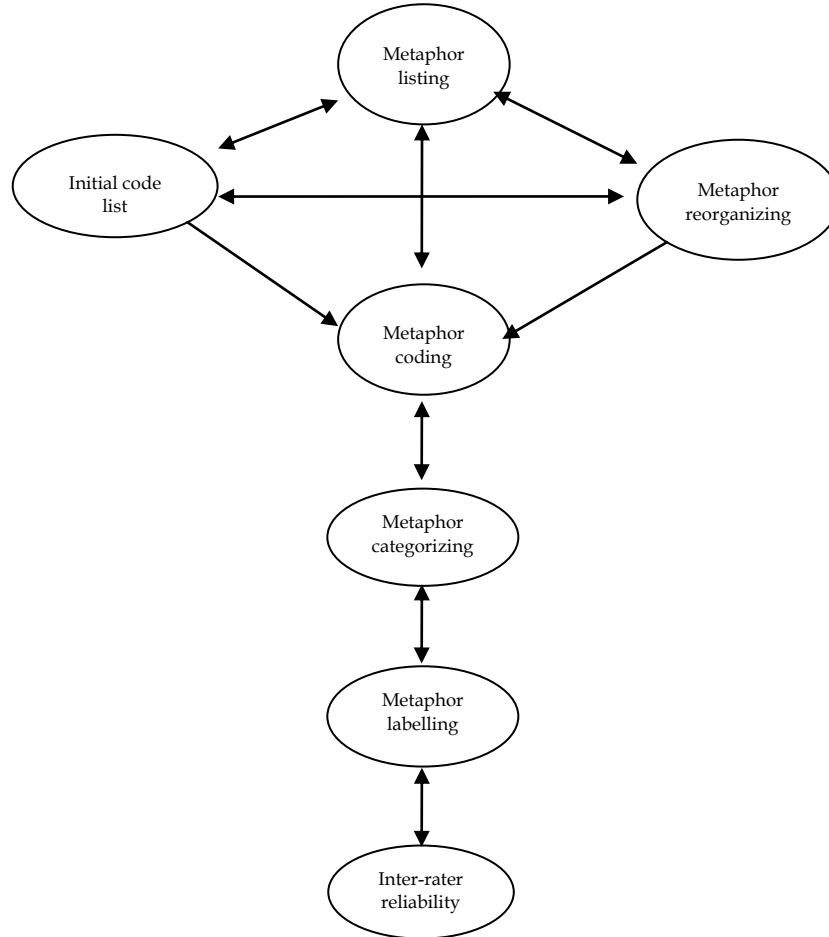 Metaphor
listing
Initial code
list
Metaphor
reorganizing
Metaphor
coding
Metaphor
categorizing
Metaphor
labelling
Inter-rater
reliability